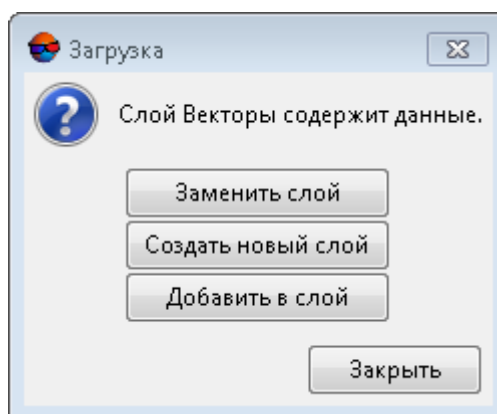 Загрузка
Слой Векторы содержит данные.
Заменить слой
Создать новый слой
Добавить в слой
Закрыть